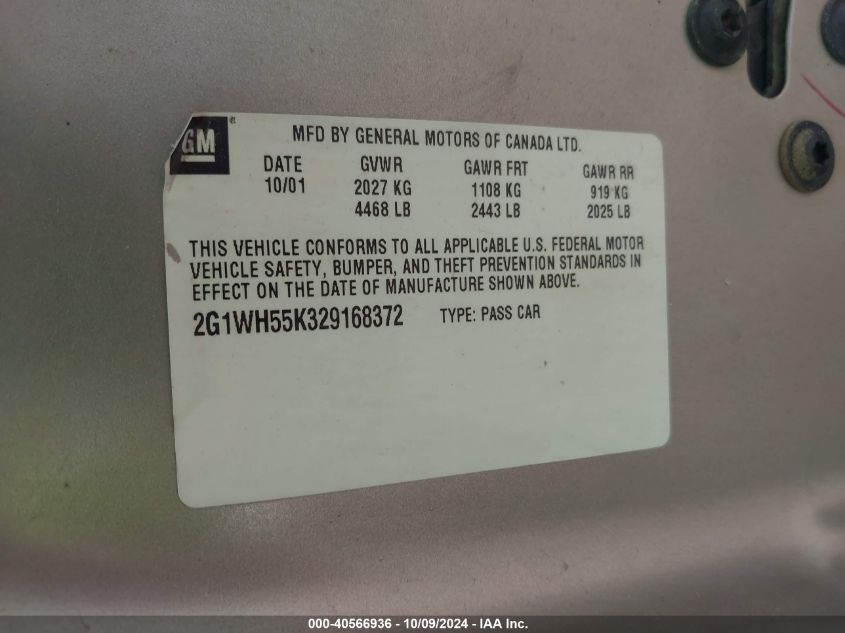 GM®
MFD BY GENERAL MOTORS OF CANADA LTD.
DATE GVWR GAWR FRT GAWR RR
10/01 2027 KG 1108 KG 919 KG
4468 LB 2443 LB 2025 LB
THIS VEHICLE CONFORMS TO ALL APPLICABLE U.S. FEDERAL MOTOR
VEHICLE SAFETY, BUMPER, AND THEFT PREVENTION STANDARDS IN
EFFECT ON THE DATE OF MANUFACTURE SHOWN ABOVE.
2G1WH55K329168372 TYPE: PASS CAR
000-40566936 - 10/09/2024 - IAA Inc.